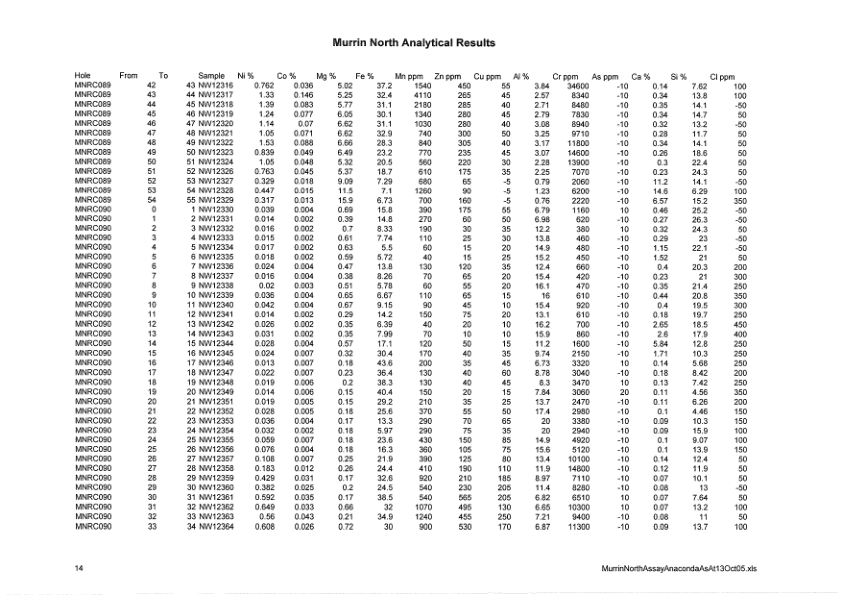 Murrin North Analytical Results
Hole From To Sample Ni % Co % Mg % Fe % Mn ppm Zn ppm Cu ppm Al % Cr ppm As ppm Ca % Si % Cl ppm
MNRC089 42 43 NW12316 0.762 0.036 5.02 37.2 1540 450 55 3.84 34600 -10 0.14 7.62 100
MNRC089 43 44 NW12317 1.33 0.146 5.25 32.4 4110 265 45 2.57 8340 -10 0.34 13.8 100
MNRC089 44 45 NW12318 1.39 0.083 5.77 31.1 2180 285 40 2.71 8480 -10 0.35 14.1 -50
MNRC089 45 46 NW12319 1.24 0.077 6.05 30.1 1340 280 45 2.79 7830 -10 0.34 14.7 50
MNRC089 46 47 NW12320 1.14 0.07 6.62 31.1 1030 280 40 3.08 8940 -10 0.32 13.2 -50
MNRC089 47 48 NW12321 1.05 0.071 6.62 32.9 740 300 50 3.25 9710 -10 0.28 11.7 50
MNRC089 48 49 NW12322 1.53 0.088 6.66 28.3 840 305 40 3.17 11800 -10 0.34 14.1 50
MNRC089 49 50 NW12323 0.839 0.049 6.49 23.2 770 235 45 3.07 14600 -10 0.26 18.6 50
MNRC089 50 51 NW12324 1.05 0.048 5.32 20.5 560 220 30 2.28 13900 -10 0.3 22.4 50
MNRC089 51 52 NW12326 0.763 0.045 5.37 18.7 610 175 35 2.25 7070 -10 0.23 24.3 50
MNRC089 52 53 NW12327 0.329 0.018 9.09 7.29 680 65 -5 0.79 2060 -10 11.2 14.1 -50
MNRC089 53 54 NW12328 0.447 0.015 11.5 7.1 1260 90 -5 1.23 6200 -10 14.6 6.29 100
MNRC089 54 55 NW12329 0.317 0.013 15.9 6.73 700 160 -5 0.76 2220 -10 6.57 15.2 350
MNRC090 0 1 NW12330 0.039 0.004 0.69 15.8 390 175 55 6.79 1160 10 0.46 25.2 -50
MNRC090 1 2 NW12331 0.014 0.002 0.39 14.8 270 60 50 6.98 620 -10 0.27 26.3 -50
MNRC090 2 3 NW12332 0.016 0.002 0.7 8.33 190 30 35 12.2 380 10 0.32 24.3 50
MNRC090 3 4 NW12333 0.015 0.002 0.61 7.74 110 25 30 13.8 460 -10 0.29 23 -50
MNRC090 4 5 NW12334 0.017 0.002 0.63 5.5 60 15 20 14.9 480 -10 1.15 22.1 -50
MNRC090 5 6 NW12335 0.018 0.002 0.59 5.72 40 15 25 15.2 450 -10 1.52 21 50
MNRC090 6 7 NW12336 0.024 0.004 0.47 13.8 130 120 35 12.4 660 -10 0.4 20.3 200
MNRC090 7 8 NW12337 0.016 0.004 0.38 8.26 70 65 20 15.4 420 -10 0.23 21 300
MNRC090 8 9 NW12338 0.02 0.003 0.51 5.78 60 55 20 16.1 470 -10 0.35 21.4 250
MNRC090 9 10 NW12339 0.036 0.004 0.65 6.67 110 65 15 16 610 -10 0.44 20.8 350
MNRC090 10 11 NW12340 0.042 0.004 0.67 9.15 90 45 10 15.4 920 -10 0.4 19.5 300
MNRC090 11 12 NW12341 0.014 0.002 0.29 14.2 150 75 20 13.1 610 -10 0.18 19.7 250
MNRC090 12 13 NW12342 0.026 0.002 0.35 6.39 40 20 10 16.2 700 -10 2.65 18.5 450
MNRC090 13 14 NW12343 0.031 0.002 0.35 7.99 70 10 10 15.9 860 -10 2.6 17.9 400
MNRC090 14 15 NW12344 0.028 0.004 0.57 17.1 120 50 15 11.2 1600 -10 5.84 12.8 250
MNRC090 15 16 NW12345 0.024 0.007 0.32 30.4 170 40 35 9.74 2150 -10 1.71 10.3 250
MNRC090 16 17 NW12346 0.013 0.007 0.18 43.6 200 35 45 6.73 3320 10 0.14 5.68 250
MNRC090 17 18 NW12347 0.022 0.007 0.23 36.4 130 40 60 8.78 3040 -10 0.18 8.42 200
MNRC090 18 19 NW12348 0.019 0.006 0.2 38.3 130 40 45 8.3 3470 10 0.13 7.42 250
MNRC090 19 20 NW12349 0.014 0.006 0.15 40.4 150 20 15 7.84 3060 20 0.11 4.56 350
MNRC090 20 21 NW12351 0.019 0.005 0.15 29.2 210 35 25 13.7 2470 -10 0.11 6.26 200
MNRC090 21 22 NW12352 0.028 0.005 0.18 25.6 370 55 50 17.4 2980 -10 0.1 4.46 150
MNRC090 22 23 NW12353 0.036 0.004 0.17 13.3 290 70 65 20 3380 -10 0.09 10.3 150
MNRC090 23 24 NW12354 0.032 0.002 0.18 5.97 290 75 35 20 2940 -10 0.09 15.9 100
MNRC090 24 25 NW12355 0.059 0.007 0.18 23.6 430 150 85 14.9 4920 -10 0.1 9.07 100
MNRC090 25 26 NW12356 0.076 0.004 0.18 16.3 360 105 75 15.6 5120 -10 0.1 13.9 150
MNRC090 26 27 NW12357 0.108 0.007 0.25 21.9 390 125 80 13.4 10100 -10 0.14 12.4 50
MNRC090 27 28 NW12358 0.183 0.012 0.26 24.4 410 190 110 11.9 14800 -10 0.12 11.9 50
MNRC090 28 29 NW12359 0.429 0.031 0.17 32.6 920 210 185 8.97 7110 -10 0.07 10.1 50
MNRC090 29 30 NW12360 0.382 0.025 0.2 24.5 540 230 205 11.4 8280 -10 0.08 13 -50
MNRC090 30 31 NW12361 0.592 0.035 0.17 38.5 540 565 205 6.82 6510 10 0.07 7.64 50
MNRC090 31 32 NW12362 0.649 0.033 0.66 32 1070 495 130 6.65 10300 10 0.07 13.2 100
MNRC090 32 33 NW12363 0.56 0.043 0.21 34.9 1240 455 250 7.21 9400 -10 0.08 11 50
MNRC090 33 34 NW12364 0.608 0.026 0.72 30 900 530 170 6.87 11300 -10 0.09 13.7 100
14 MurrinNorthAssayAnacondaAsAt13Oct05.xls